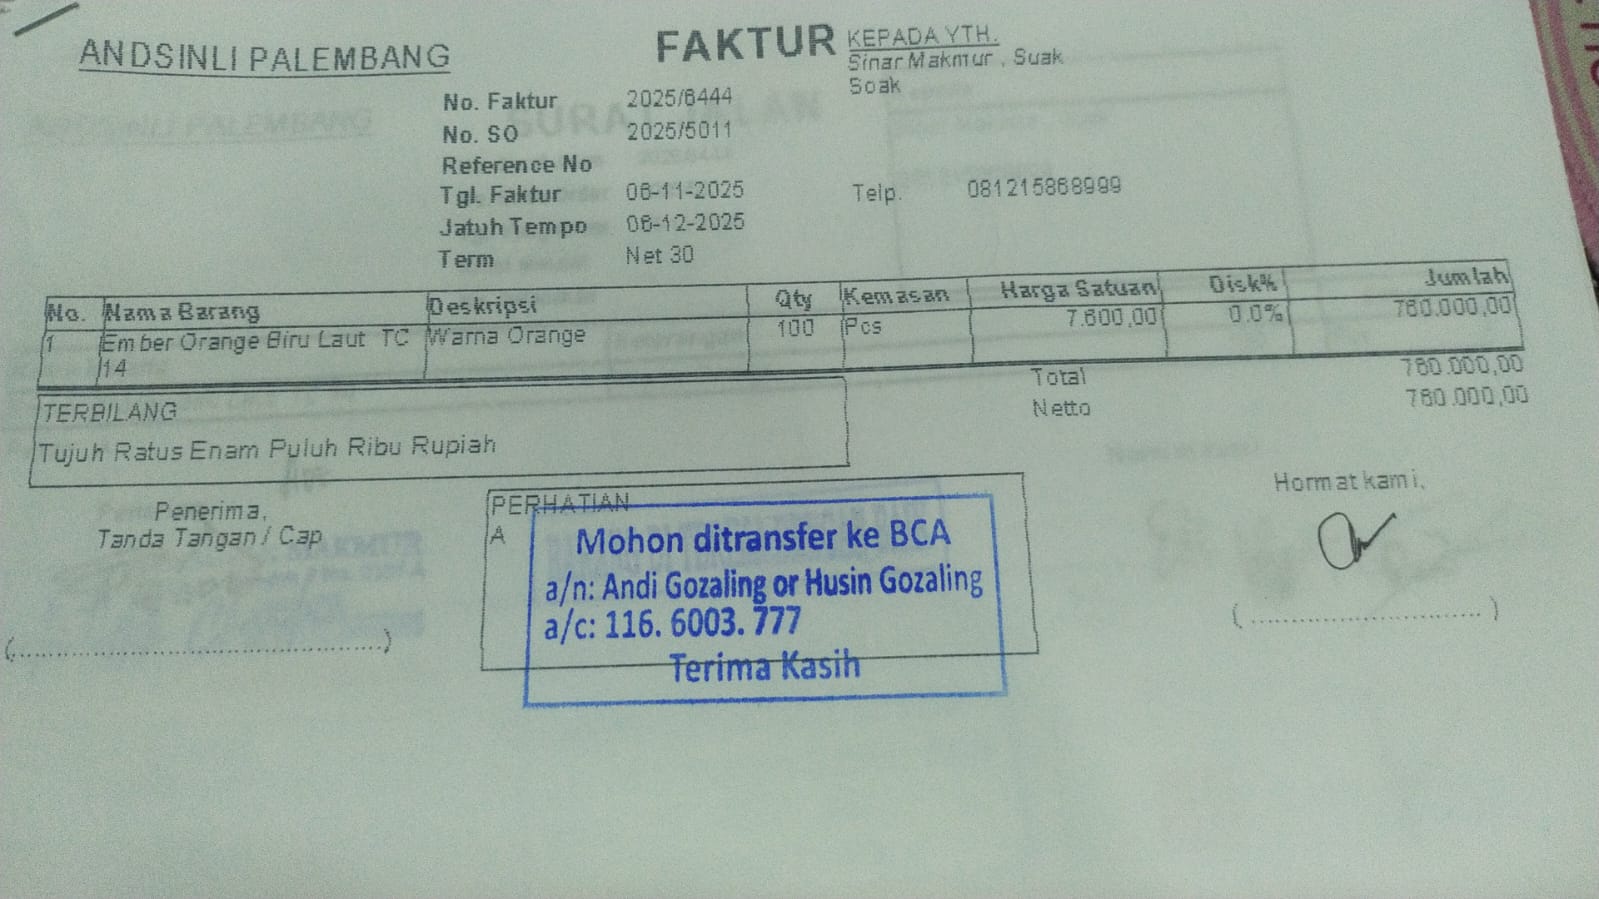 ANDSINLI PALEMBANG
FAKTUR
KEPADA YTH.
Sinar Makmur , Suak
Soak
No. Faktur 2025/6444
No. SO 2025/5011
Reference No
Tgl. Faktur 06-11-2025
Telp. 081215868999
Jatuh Tempo 06-12-2025
Term Net 30
No. Nama Barang Deskripsi Qty Kemasan Harga Satuan Disk% Jumlah
1 Ember Orange Biru Laut TC Warna Orange 100 Pcs 7.600,00 0.0% 760.000,00
14
Total 760.000,00
Netto 760.000,00
TERBILANG
Tujuh Ratus Enam Puluh Ribu Rupiah
Penerima,
Tanda Tangan / Cap
PERHATIAN
A
Mohon ditransfer ke BCA
a/n: Andi Gozaling or Husin Gozaling
a/c: 116. 6003. 777
Terima Kasih
Hormat kami,
(....................................................)
(.................................)